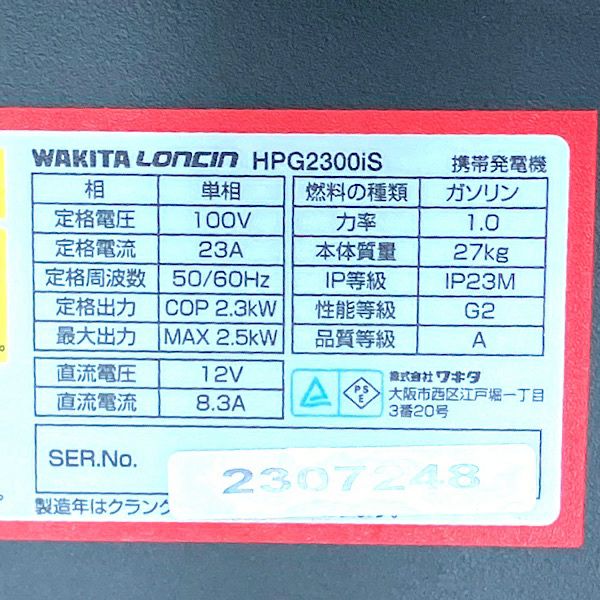 WAKITA LONCIN HPG2300iS 携帯発電機
相 単相
定格電圧 100V
定格電流 23A
定格周波数 50/60Hz
定格出力 COP 2.3kW
最大出力 MAX 2.5kW
直流電圧 12V
直流電流 8.3A
燃料の種類 ガソリン
力率 1.0
本体質量 27kg
IP等級 IP23M
性能等級 G2
品質等級 A
PSE
株式会社 ワキタ
大阪市西区江戸堀一丁目
3番20号
SER.No. 2307248
製造年はクランク